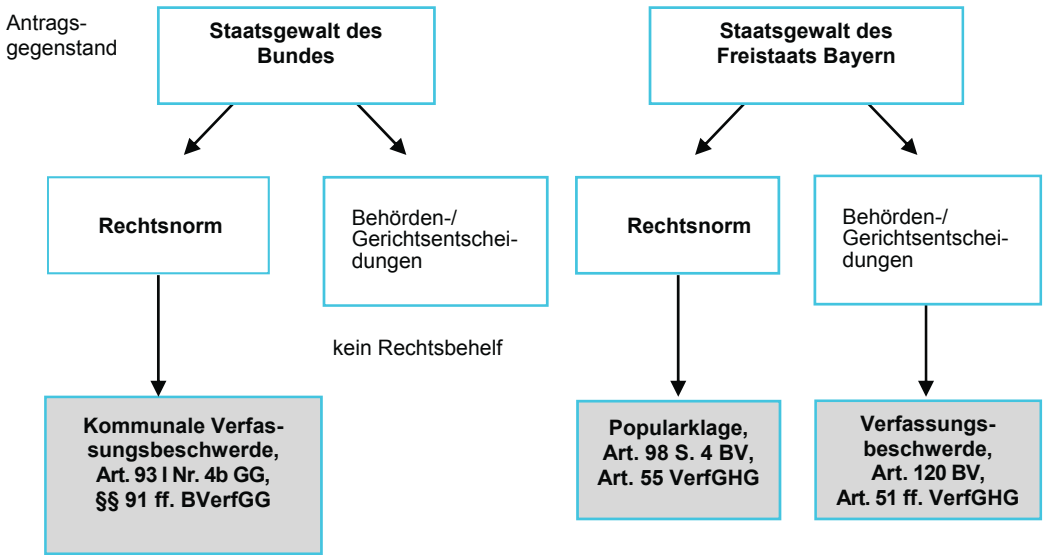 Antrags-
gegenstand
Staatsgewalt des
Bundes
Staatsgewalt des
Freistaats Bayern
Rechtsnorm
Behörden-/
Gerichtsentschei-
dungen
Rechtsnorm
Behörden-/
Gerichtsentschei-
dungen
kein Rechtsbehelf
Kommunale Verfas-
sungsbeschwerde,
Art. 93 I Nr. 4b GG,
§§ 91 ff. BVerfGG
Popularklage,
Art. 98 S. 4 BV,
Art. 55 VerfGHG
Verfassungs-
beschwerde,
Art. 120 BV,
Art. 51 ff. VerfGHG